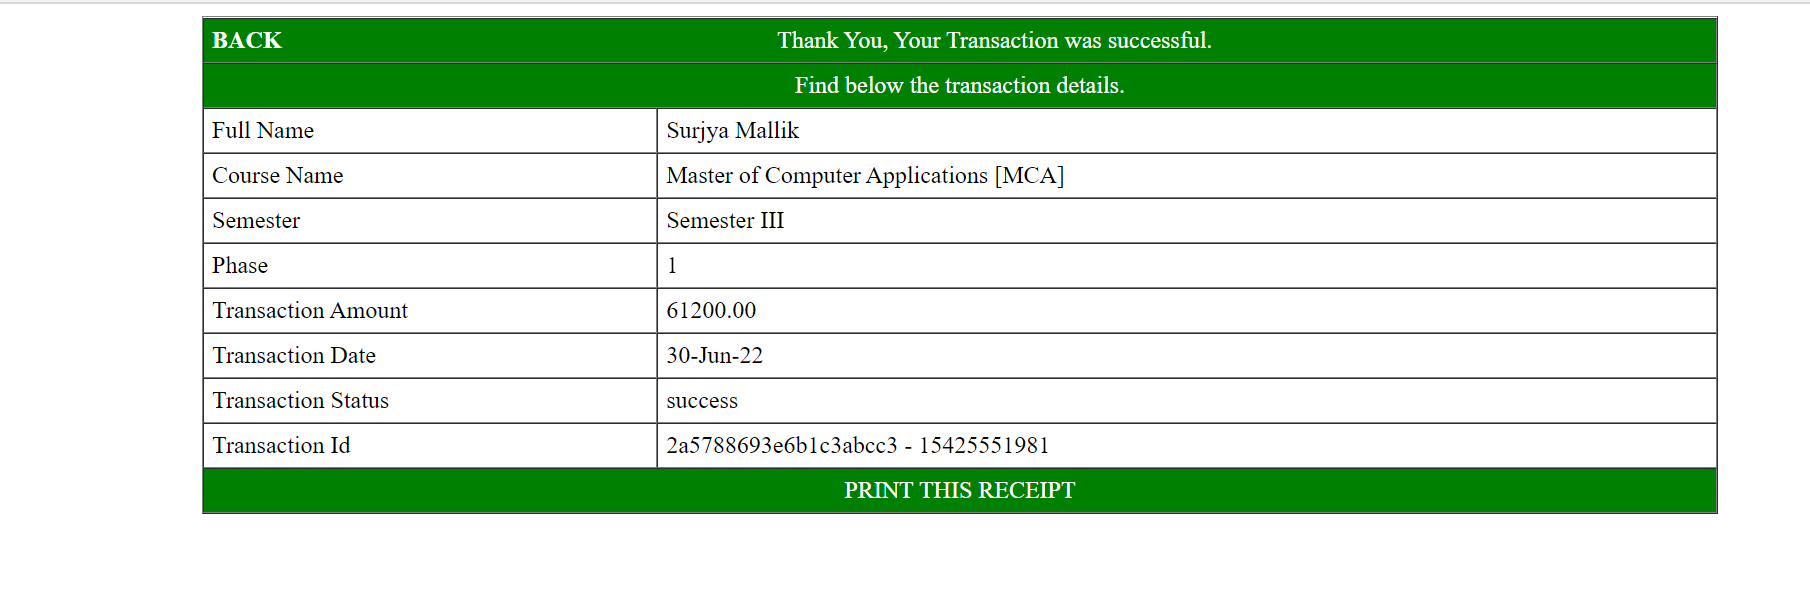 BACK Thank You, Your Transaction was successful.
Find below the transaction details.
Full Name Surjya Mallik
Course Name Master of Computer Applications [MCA]
Semester Semester III
Phase 1
Transaction Amount 61200.00
Transaction Date 30-Jun-22
Transaction Status success
Transaction Id 2a5788693e6b1c3abcc3 - 15425551981
PRINT THIS RECEIPT